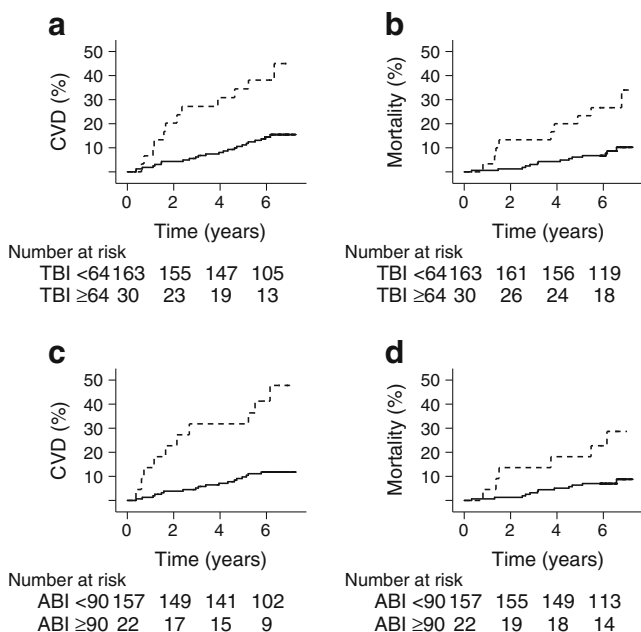 a
CVD (%)
50
40
30
20
10
0 2 4 6
Time (years)
Number at risk
TBI <64 163 155 147 105
TBI ≥64 30 23 19 13
b
Mortality (%)
50
40
30
20
10
0 2 4 6
Time (years)
Number at risk
TBI <64 163 161 156 119
TBI ≥64 30 26 24 18
c
CVD (%)
50
40
30
20
10
0 2 4 6
Time (years)
Number at risk
ABI <90 157 149 141 102
ABI ≥90 22 17 15 9
d
Mortality (%)
50
40
30
20
10
0 2 4 6
Time (years)
Number at risk
ABI <90 157 155 149 113
ABI ≥90 22 19 18 14